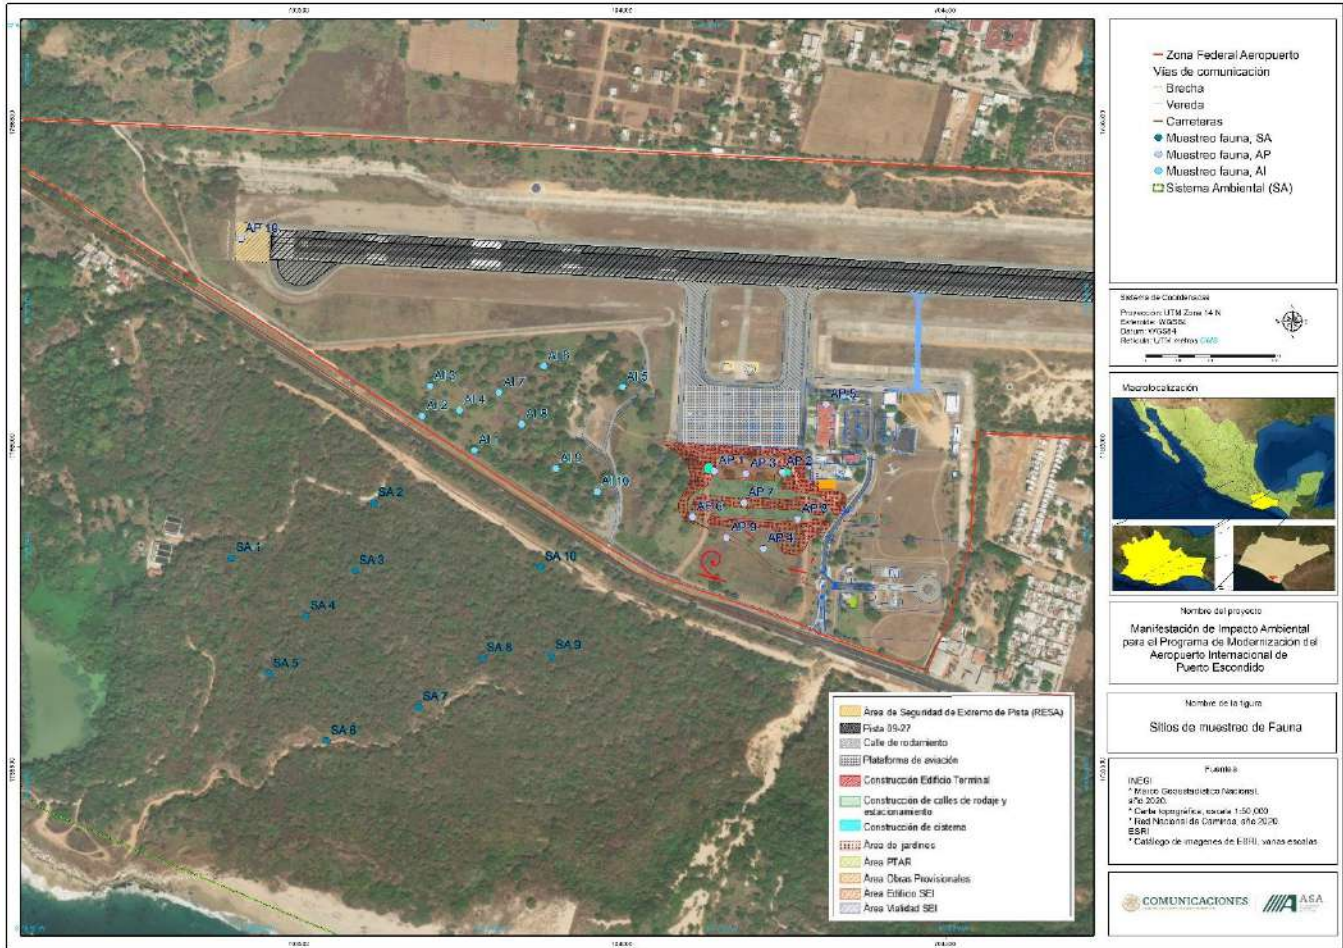 Zona Federal Aeropuerto
Vías de comunicación
Brecha
Vereda
Carreteras
Muestreo fauna, SA
Muestreo fauna, AP
Muestreo fauna, AI
Sistema Ambiental (SA)
Sistema de Coordenadas
Proyección: UTM Zona 14 N
Datum: WGS84
Macrolocalización
Nombre del proyecto
Manifestación de Impacto Ambiental
para el Programa de Modernización del
Aeropuerto Internacional de
Puerto Escondido
Nombre de la figura
Sitios de muestreo de Fauna
Fuentes
INEGI
* Marco Geoestadístico Nacional,
año 2020.
* Carta topográfica, escala 1:50,000
* Red Nacional de Caminos, año 2020.
ESRI
* Catálogo de imagenes de ESRI, varias escalas
COMUNICACIONES
ASA
AP 10
AI 6
AI 3
AI 7
AI 5
AI 2
AI 4
AI 8
AI 1
AI 9
AI 10
AP 5
AP 1
AP 3
AP 2
AP 7
AP 6
AP 4
SA 2
SA 1
SA 3
SA 10
SA 4
SA 5
SA 8
SA 9
SA 7
SA 6
Área de Seguridad de Extremo de Pista (RESA)
Pista 09-27
Calle de rodamiento
Plataforma de aviación
Construcción Edificio Terminal
Construcción de calles de rodaje y
estacionamiento
Construcción de cisterna
Área de jardines
Área PTAR
Área Obras Provisionales
Área Edificio SEI
Área Vialidad SEI